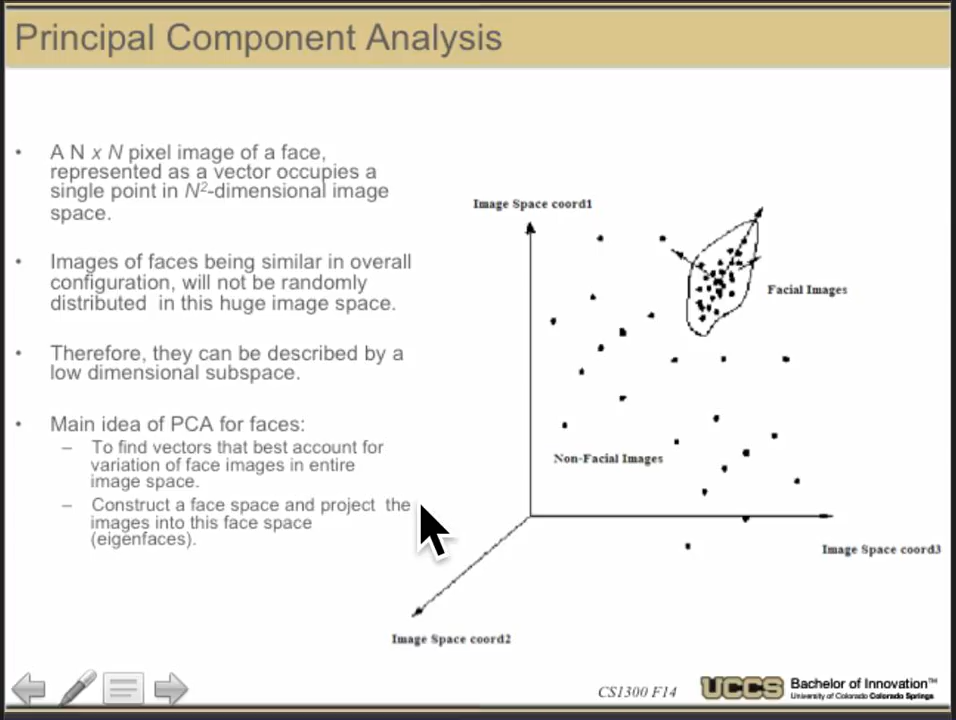 Principal Component Analysis
• A N x N pixel image of a face,
represented as a vector occupies a
single point in N²-dimensional image
space.
• Images of faces being similar in overall
configuration, will not be randomly
distributed in this huge image space.
• Therefore, they can be described by a
low dimensional subspace.
• Main idea of PCA for faces:
– To find vectors that best account for
variation of face images in entire
image space.
– Construct a face space and project the
images into this face space
(eigenfaces).
Image Space coord1
Facial Images
Non-Facial Images
Image Space coord3
Image Space coord2
CS1300 F14
UCCS
Bachelor of Innovation™
University of Colorado Colorado Springs